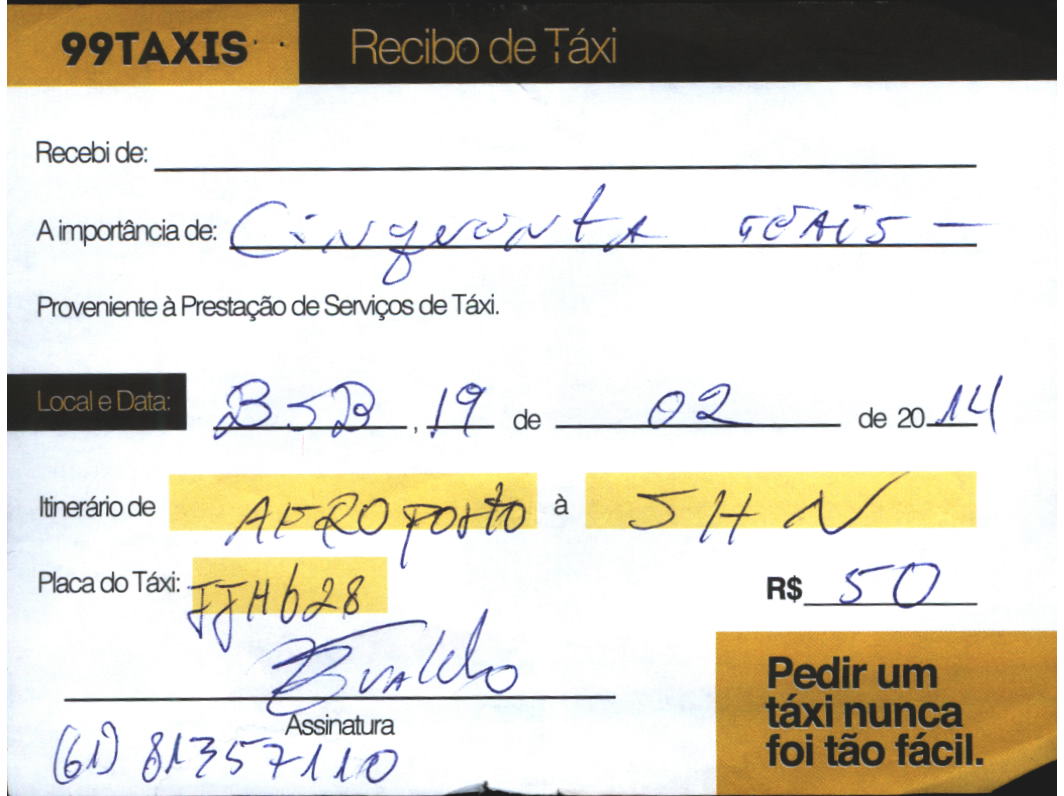 99TAXIS Recibo de Táxi
Recebi de:
A importância de: Cinquenta reais —
Proveniente à Prestação de Serviços de Táxi.
Local e Data: BSB, 19 de 02 de 2014
Itinerário de AEROporto à SHN
Placa do Táxi: JJH628 R$ 50
Assinatura
(61) 81357110
Pedir um
táxi nunca
foi tão fácil.